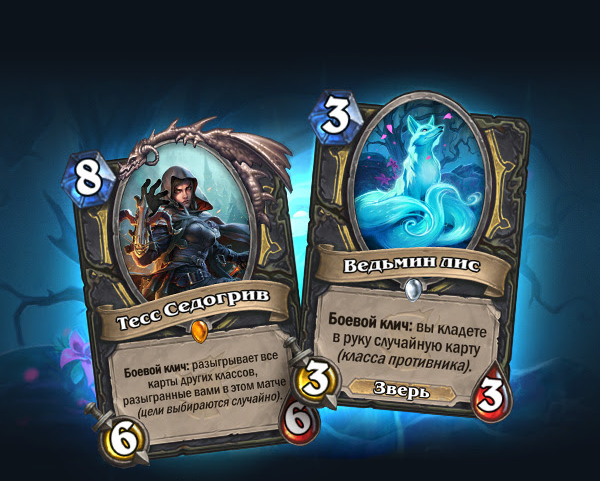 8
Тесс Седогрив
Боевой клич: разыгрывает все
карты других классов,
разыгранные вами в этом матче
(цели выбираются случайно).
6
6
3
Ведьмин лис
Боевой клич: вы кладете
в руку случайную карту
(класса противника).
Зверь
3
3